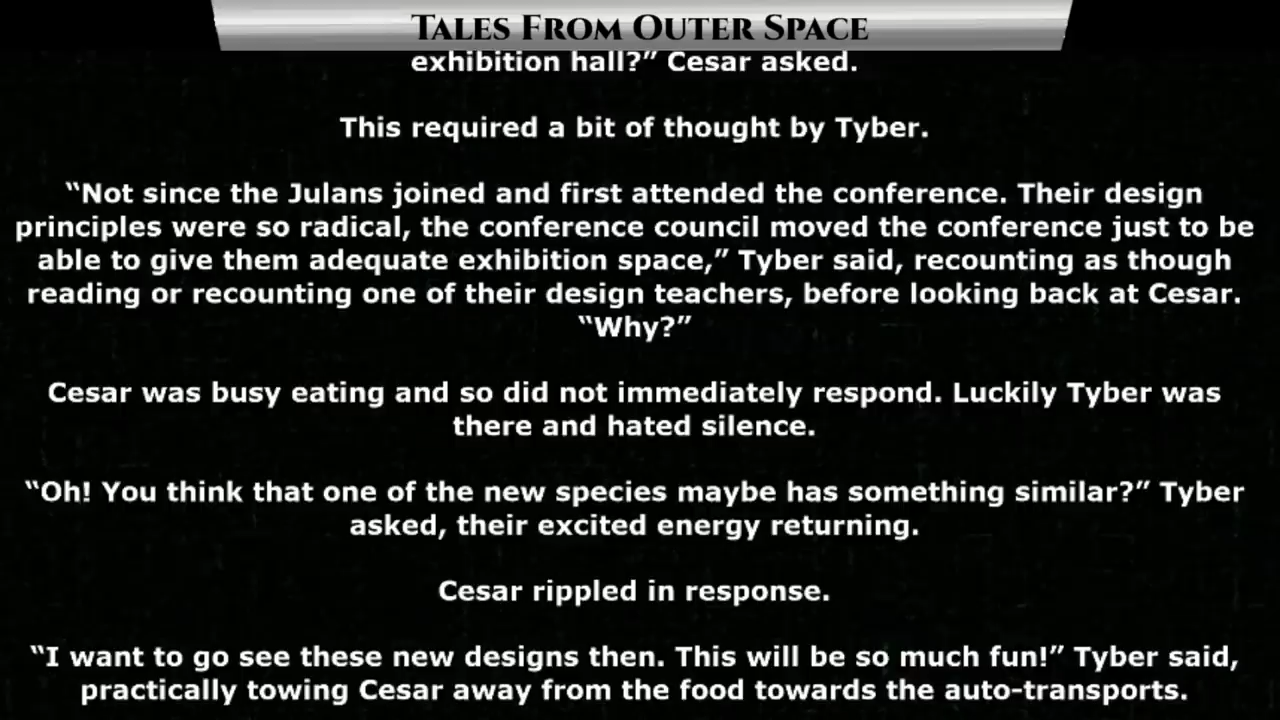 Tales From Outer Space
exhibition hall?” Cesar asked.
This required a bit of thought by Tyber.
“Not since the Julans joined and first attended the conference. Their design
principles were so radical, the conference council moved the conference just to be
able to give them adequate exhibition space,” Tyber said, recounting as though
reading or recounting one of their design teachers, before looking back at Cesar.
“Why?”
Cesar was busy eating and so did not immediately respond. Luckily Tyber was
there and hated silence.
“Oh! You think that one of the new species maybe has something similar?” Tyber
asked, their excited energy returning.
Cesar rippled in response.
“I want to go see these new designs then. This will be so much fun!” Tyber said,
practically towing Cesar away from the food towards the auto-transports.